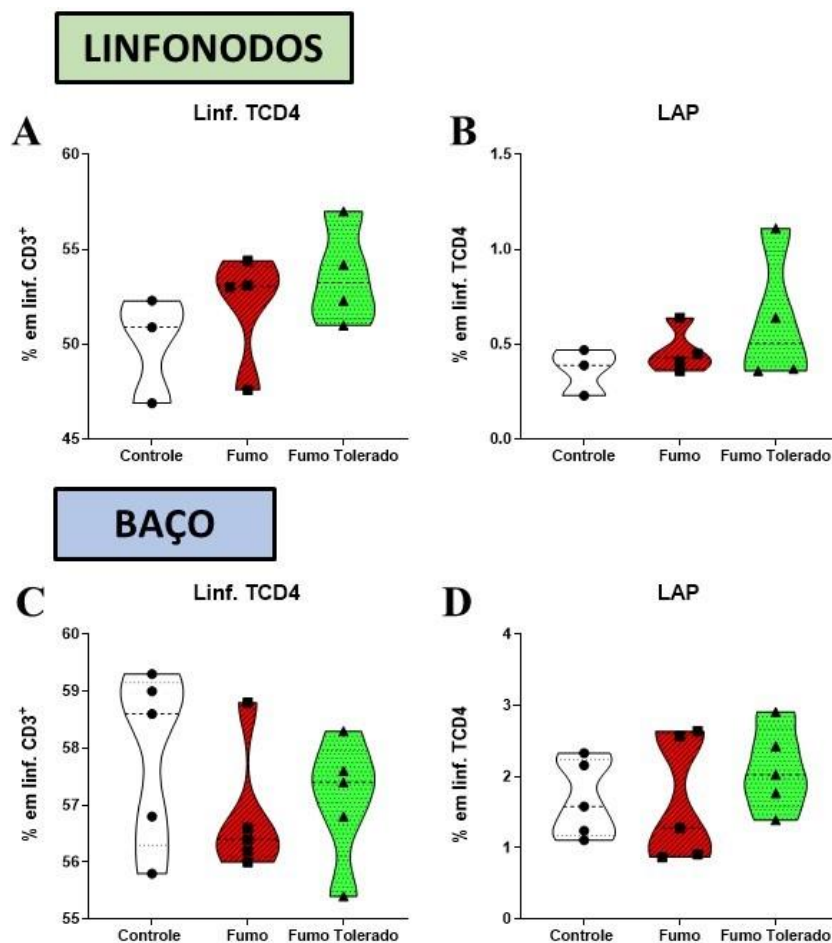 LINFONODOS
A
Linf. TCD4
% em linf. CD3⁺
60
55
50
45
Controle Fumo Fumo Tolerado
B
LAP
% em linf. TCD4
1.5
1.0
0.5
0.0
Controle Fumo Fumo Tolerado
BAÇO
C
Linf. TCD4
% em linf. CD3⁺
60
59
58
57
56
55
Controle Fumo Fumo Tolerado
D
LAP
% em linf. TCD4
4
3
2
1
0
Controle Fumo Fumo Tolerado